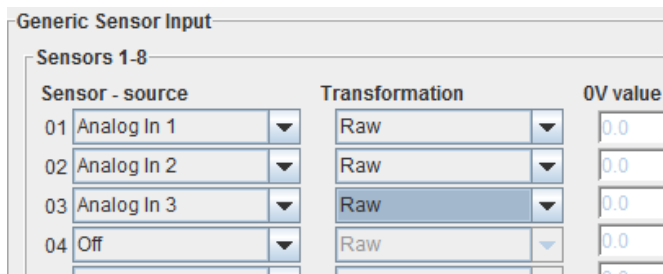 Generic Sensor Input
Sensors 1-8
Sensor - source Transformation 0V value
01 Analog In 1 Raw 0.0
02 Analog In 2 Raw 0.0
03 Analog In 3 Raw 0.0
04 Off Raw 0.0